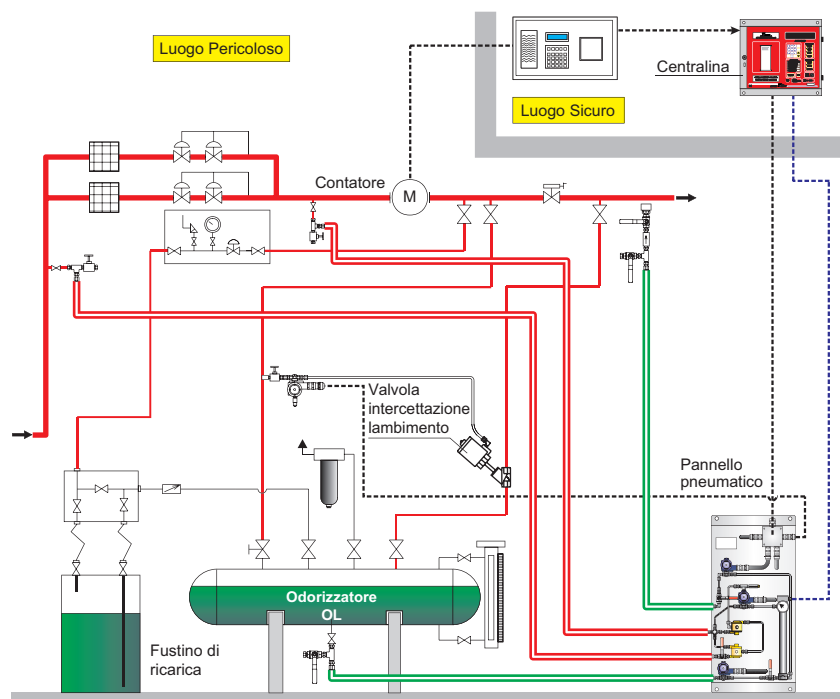 Luogo Pericoloso
Centralina
Luogo Sicuro
Contatore
M
Valvola
intercettazione
lambimento
Pannello
pneumatico
Odorizzatore
OL
Fustino di
ricarica